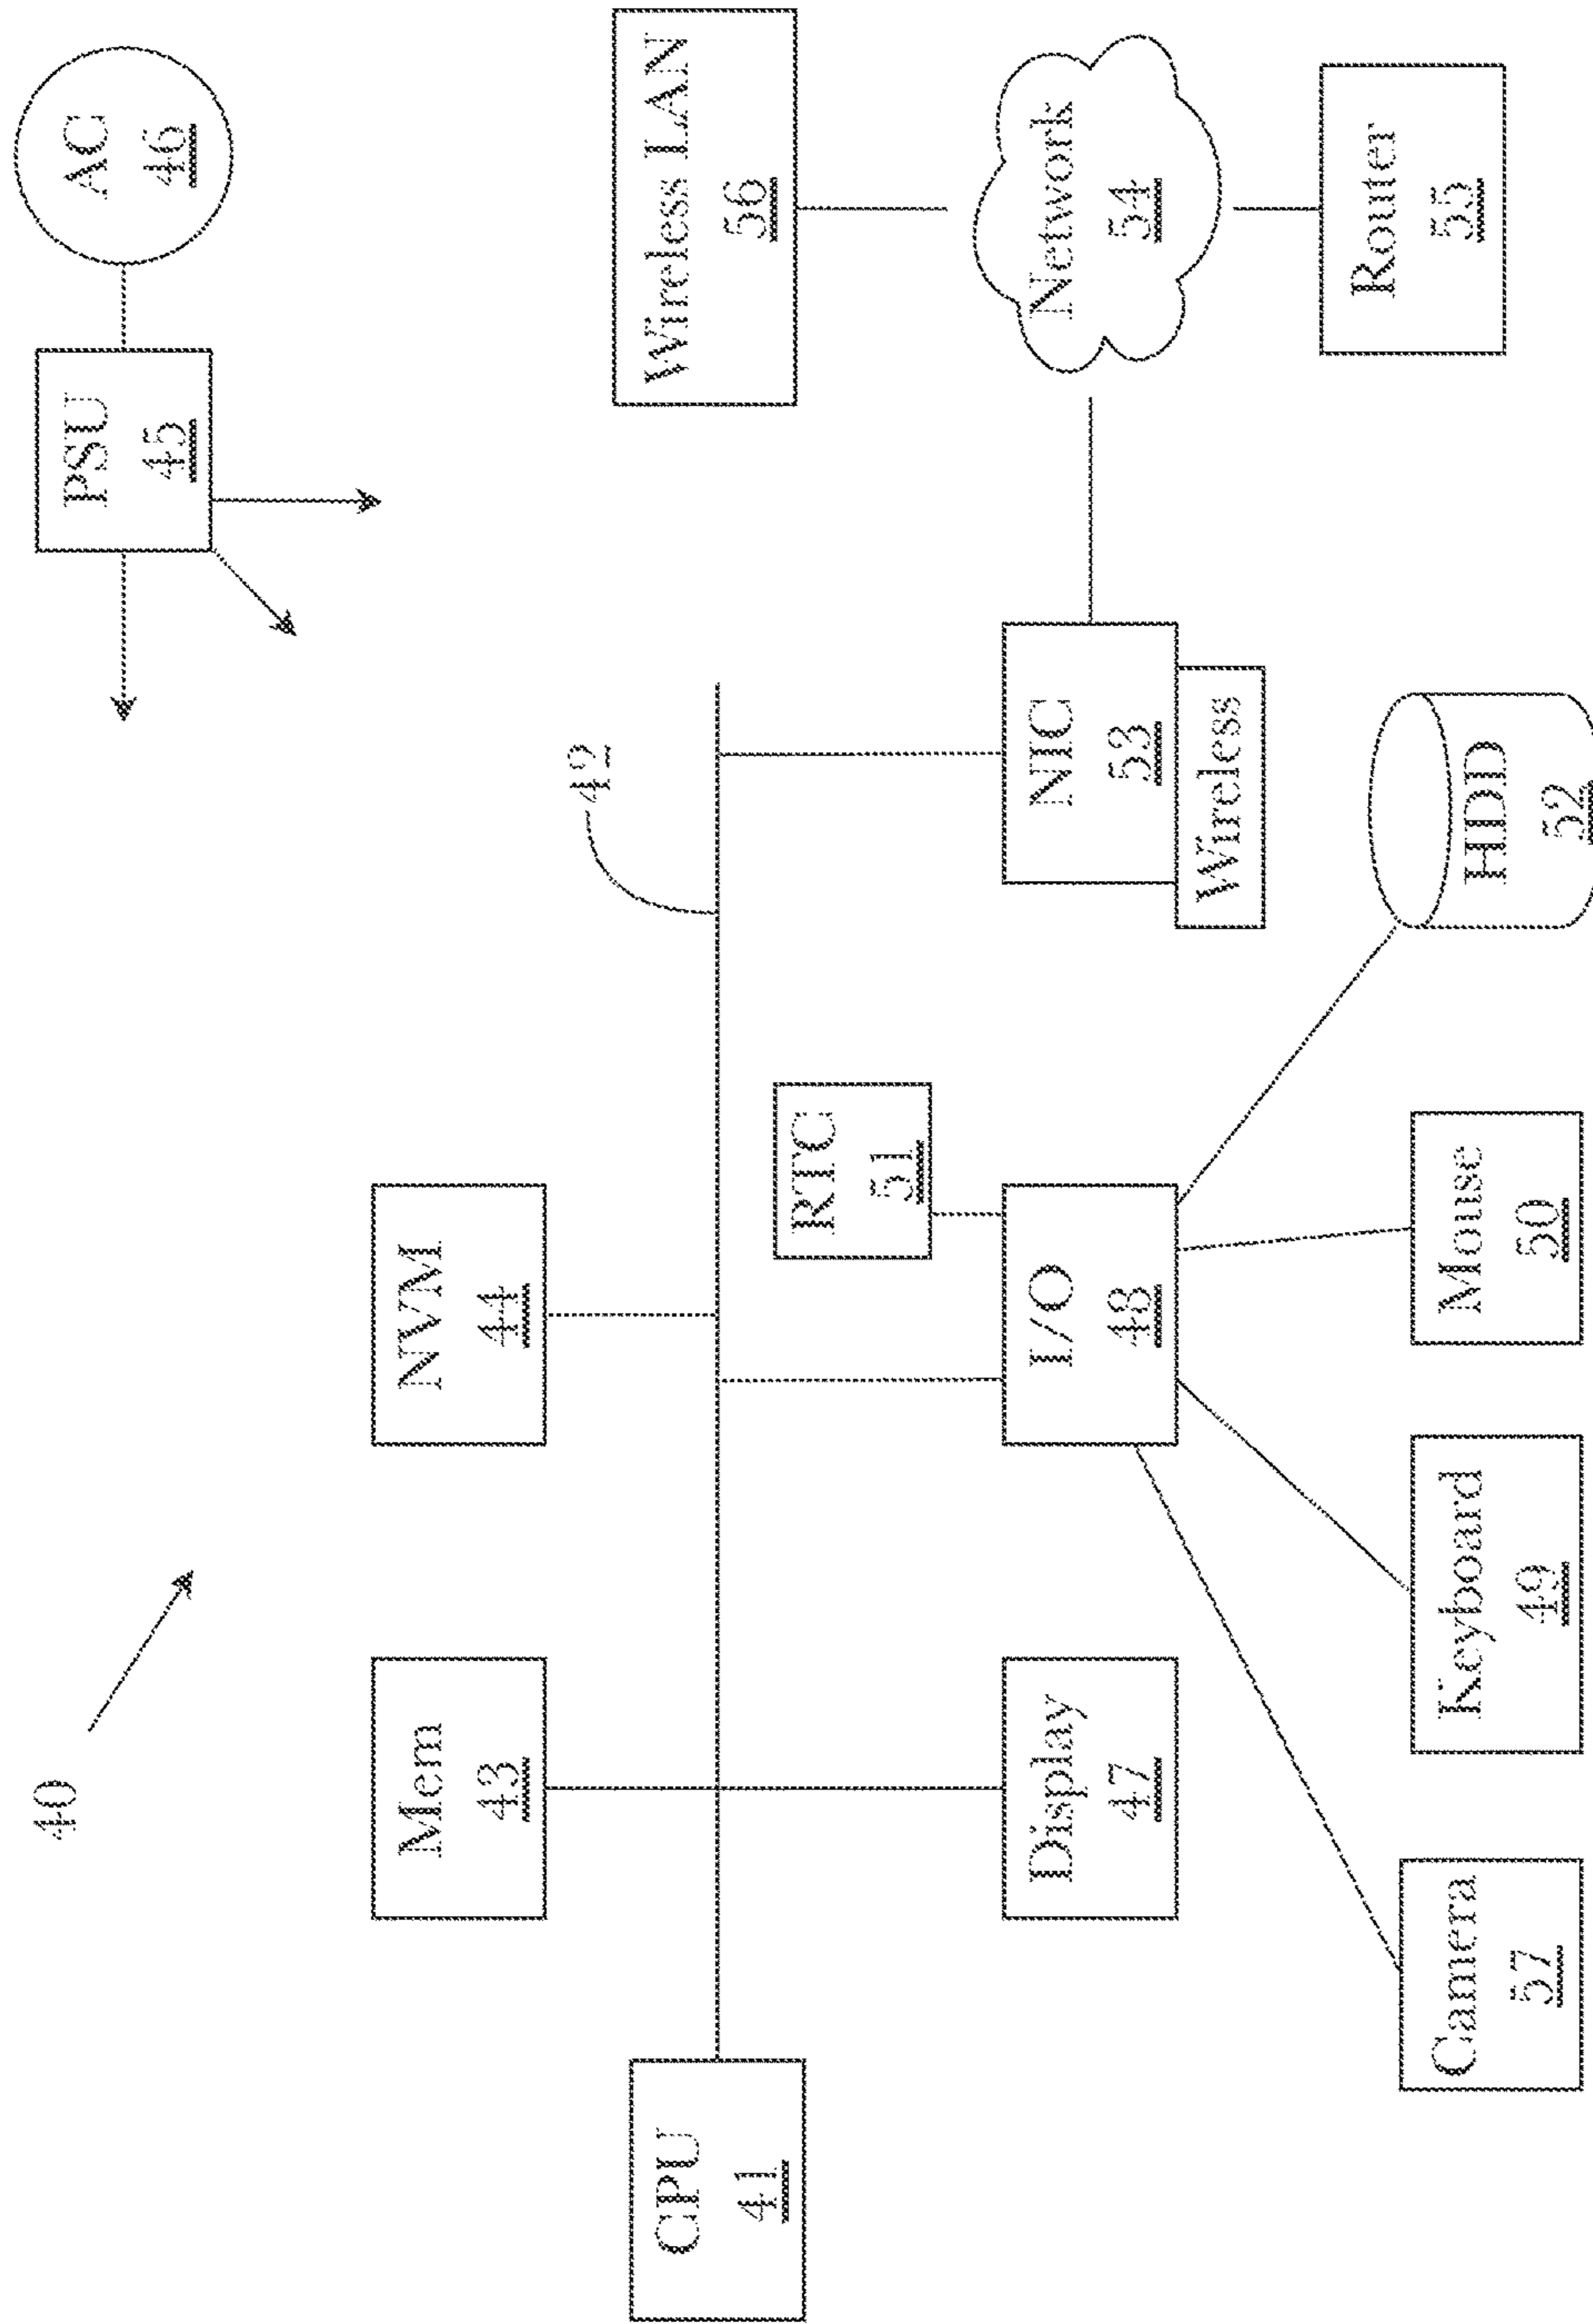 40
AC
46
PSU
45
Mem
43
NVM
44
42
CPU
41
Wireless LAN
56
RTC
51
Display
47
I/O
48
NIC
53
Wireless
Network
54
Router
55
Camera
57
Keyboard
49
Mouse
50
HDD
52